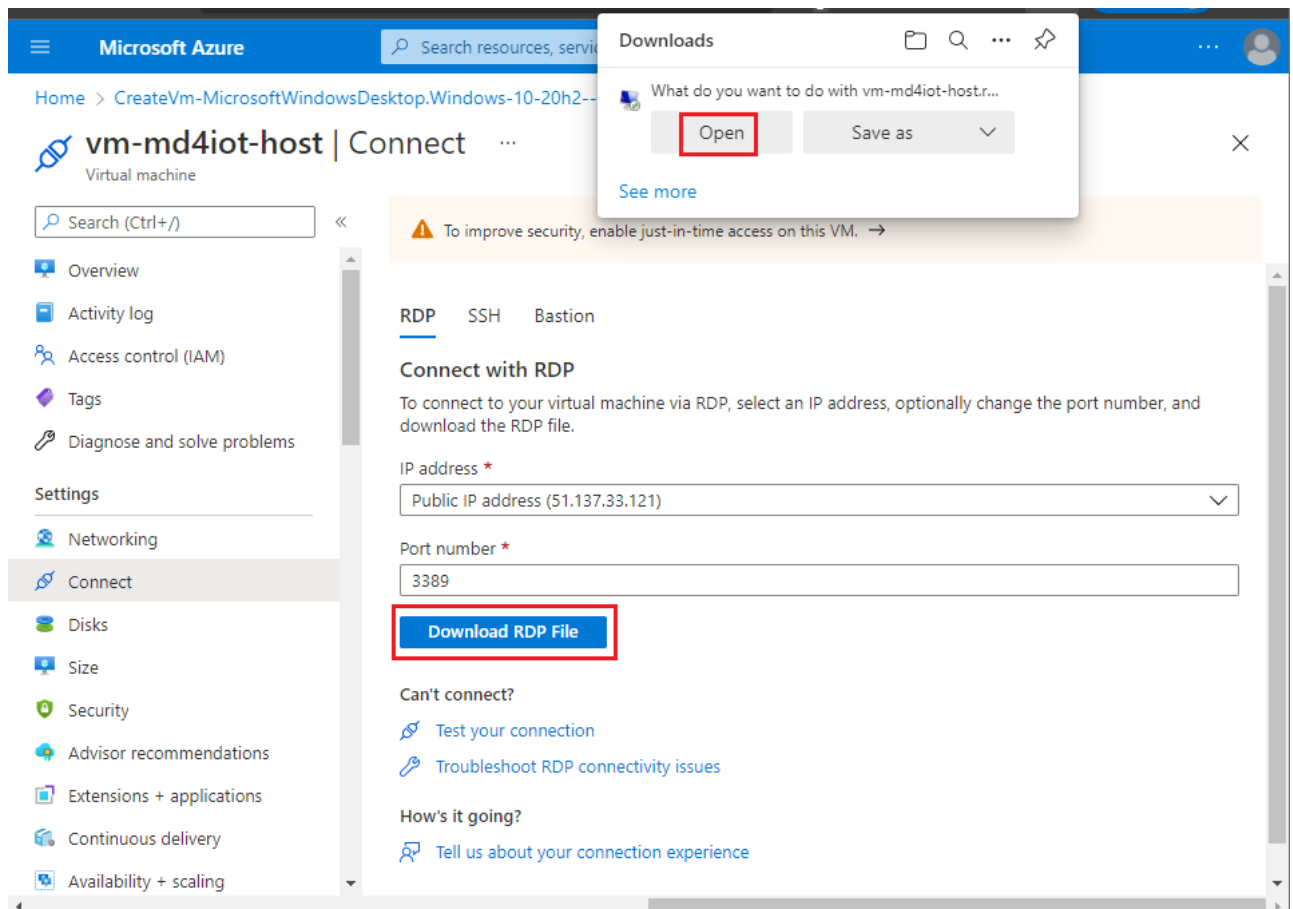 Microsoft Azure
Search resources, servic
Downloads
What do you want to do with vm-md4iot-host.r...
Open
Save as
See more
Home > CreateVm-MicrosoftWindowsDesktop.Windows-10-20h2--
vm-md4iot-host | Connect ...
Virtual machine
Search (Ctrl+/)
«
Overview
Activity log
Access control (IAM)
Tags
Diagnose and solve problems
Settings
Networking
Connect
Disks
Size
Security
Advisor recommendations
Extensions + applications
Continuous delivery
Availability + scaling
To improve security, enable just-in-time access on this VM. →
RDP SSH Bastion
Connect with RDP
To connect to your virtual machine via RDP, select an IP address, optionally change the port number, and
download the RDP file.
IP address *
Public IP address (51.137.33.121)
Port number *
3389
Download RDP File
Can't connect?
Test your connection
Troubleshoot RDP connectivity issues
How's it going?
Tell us about your connection experience